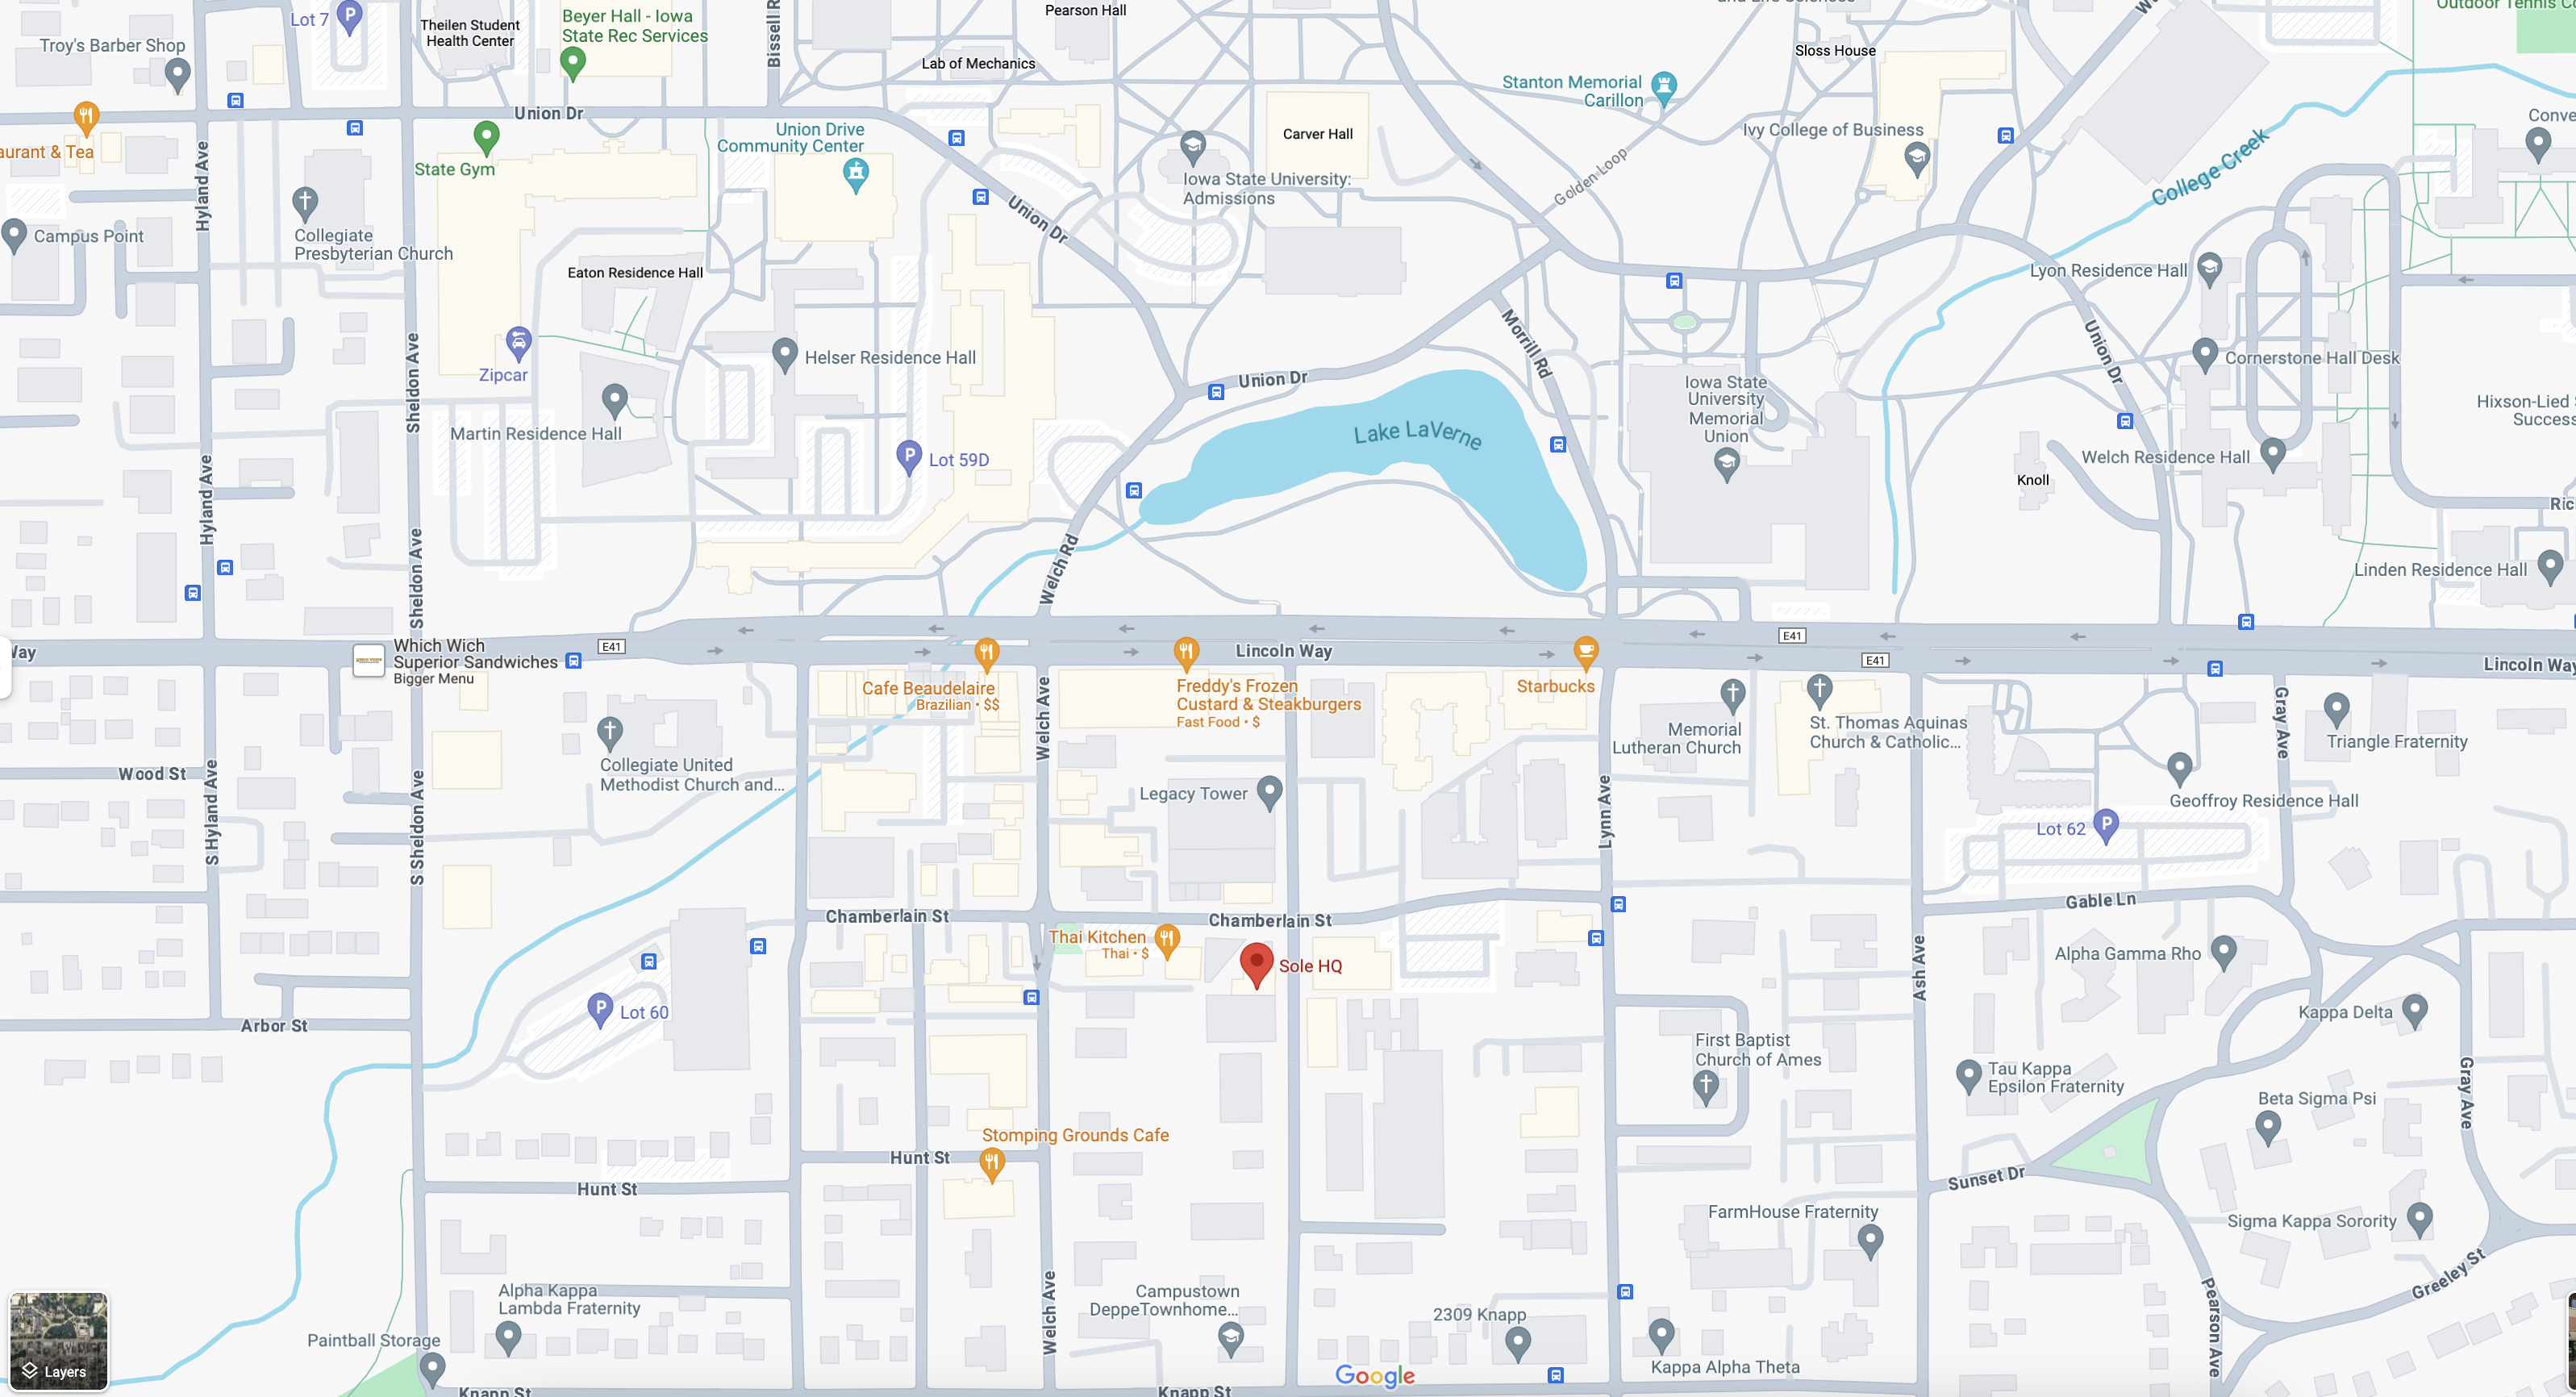 Lot 7
Theilen Student
Health Center
Beyer Hall - Iowa
State Rec Services
Pearson Hall
Troy's Barber Shop
Lab of Mechanics
Sloss House
Stanton Memorial
Carillon
Union Dr
State Gym
Union Drive
Community Center
Carver Hall
Ivy College of Business
Golden Loop
College Creek
aurant & Tea
Hyland Ave
Campus Point
Collegiate
Presbyterian Church
Union Dr
Iowa State University:
Admissions
Eaton Residence Hall
Lyon Residence Hall
Zipcar
Sheldon Ave
Helser Residence Hall
Martin Residence Hall
Lot 59D
Union Dr
Morrill Rd
Lake LaVerne
Iowa State
University
Memorial
Union
Union Dr
Cornerstone Hall Desk
Welch Residence Hall
Knoll
Hixson-Lied
Hyland Ave
Sheldon Ave
Welch Rd
Linden Residence Hall
Which Wich
Superior Sandwiches
Bigger Menu
E41
Lincoln Way
E41
E41
Lincoln Way
Cafe Beaudelaire
Brazilian • $$
Freddy's Frozen
Custard & Steakburgers
Fast Food • $
Starbucks
Memorial
Lutheran Church
St. Thomas Aquinas
Church & Catholic...
Gray Ave
Triangle Fraternity
Wood St
S Hyland Ave
S Sheldon Ave
Collegiate United
Methodist Church and...
Welch Ave
Legacy Tower
Lynn Ave
Geoffroy Residence Hall
Lot 62
Gable Ln
Chamberlain St
Chamberlain St
Thai Kitchen
Thai • $
Sole HQ
Ash Ave
Alpha Gamma Rho
Arbor St
Lot 60
Kappa Delta
First Baptist
Church of Ames
Tau Kappa
Epsilon Fraternity
Beta Sigma Psi
Gray Ave
Stomping Grounds Cafe
Hunt St
Hunt St
Sunset Dr
FarmHouse Fraternity
Sigma Kappa Sorority
Greeley St
Pearson Ave
Alpha Kappa
Lambda Fraternity
Welch Ave
Campustown
DeppeTownhome...
2309 Knapp
Kappa Alpha Theta
Paintball Storage
Layers
Google
Knapp St
Knapp St